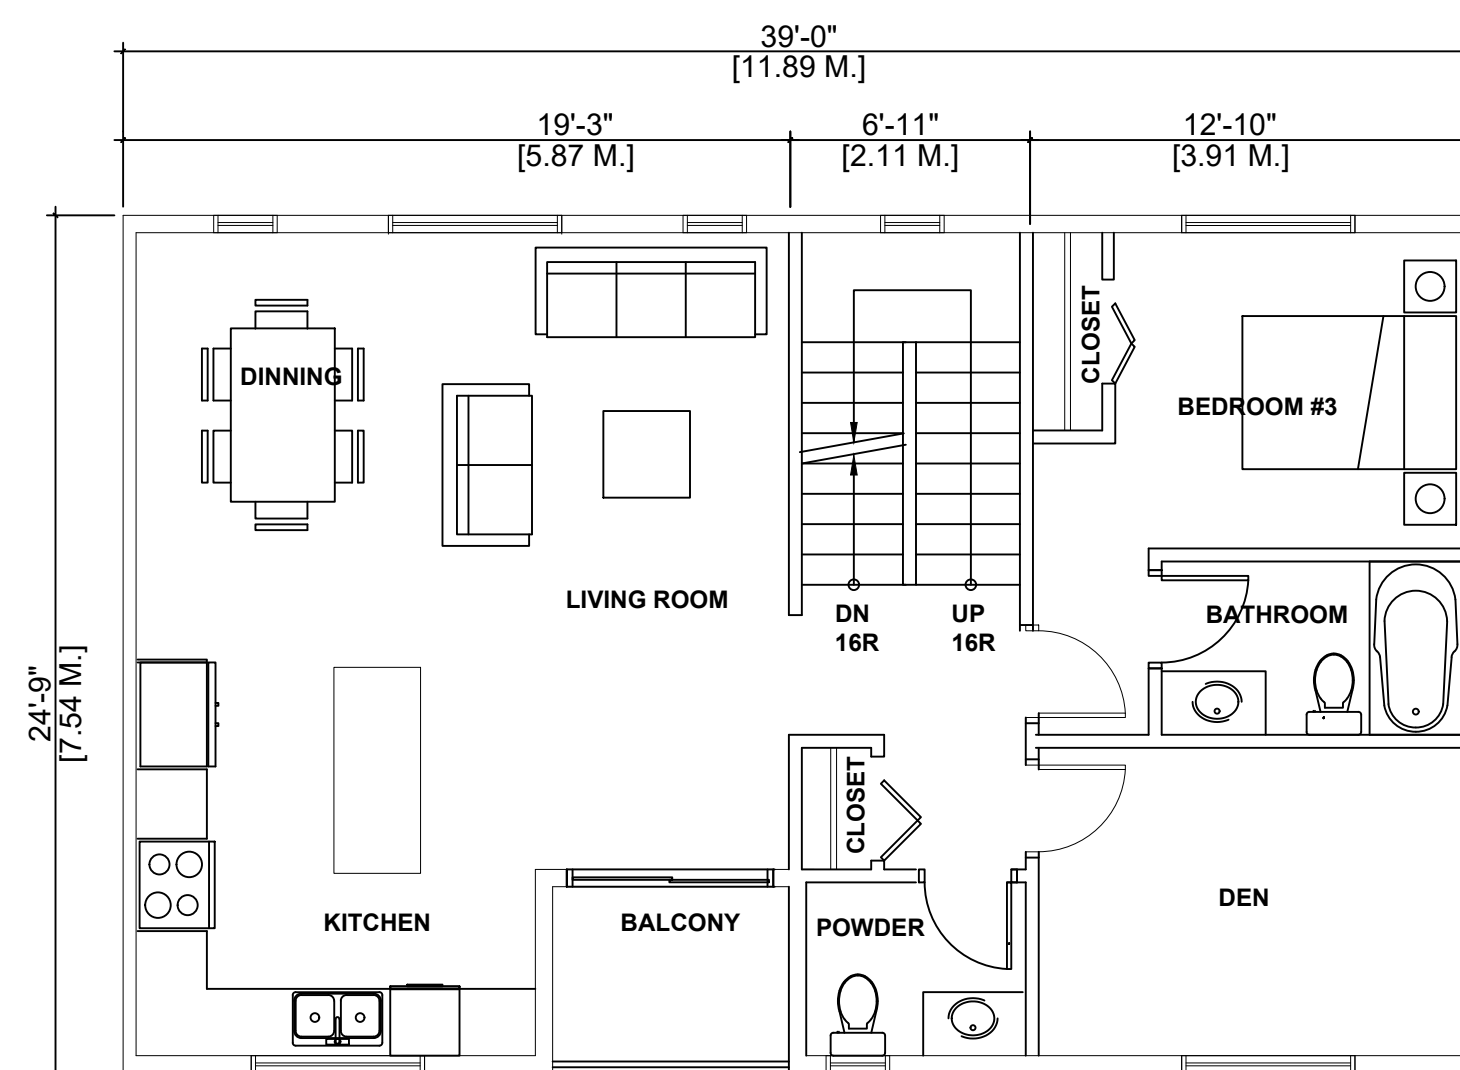 39'-0"
[11.89 M.]
19'-3"
[5.87 M.]
6'-11"
[2.11 M.]
12'-10"
[3.91 M.]
24'-9"
[7.54 M.]
CLOSET
DINNING
BEDROOM #3
LIVING ROOM
DN
16R
UP
16R
BATHROOM
CLOSET
DEN
KITCHEN
BALCONY
POWDER